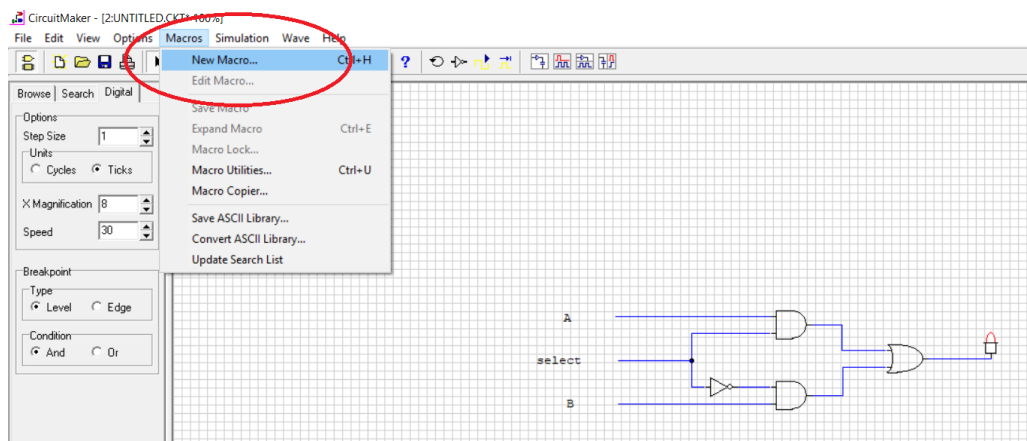 CircuitMaker - [2:UNTITLED.CKT* 100%]
File Edit View Options Macros Simulation Wave Help
New Macro... Ctrl+H
Edit Macro...
Save Macro
Expand Macro Ctrl+E
Macro Lock...
Macro Utilities... Ctrl+U
Macro Copier...
Save ASCII Library...
Convert ASCII Library...
Update Search List
?
Browse Search Digital
Options
Step Size 1
Units
Cycles Ticks
X Magnification 8
Speed 30
Breakpoint
Type
Level Edge
Condition
And Or
A
select
B